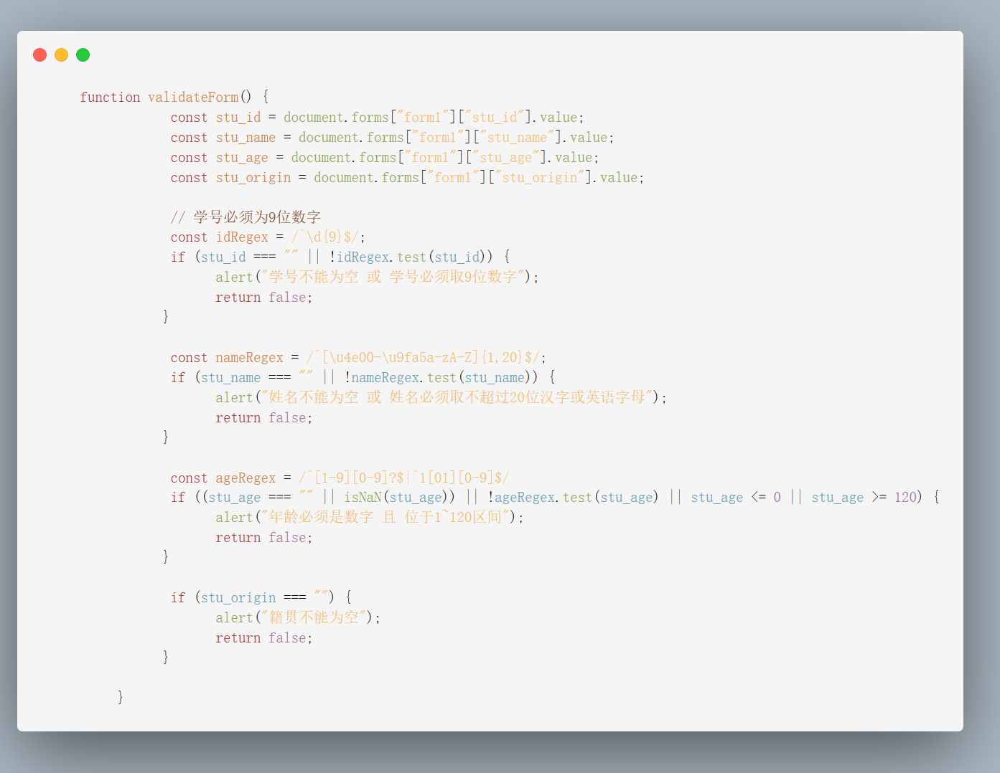 function validateForm() {
const stu_id = document.forms["form1"]["stu_id"].value;
const stu_name = document.forms["form1"]["stu_name"].value;
const stu_age = document.forms["form1"]["stu_age"].value;
const stu_origin = document.forms["form1"]["stu_origin"].value;
// 学号必须为9位数字
const idRegex = /^\d{9}$/;
if (stu_id === "" || !idRegex.test(stu_id)) {
alert("学号不能为空 或 学号必须取9位数字");
return false;
}
const nameRegex = /^[\u4e00-\u9fa5a-zA-Z]{1,20}$/;
if (stu_name === "" || !nameRegex.test(stu_name)) {
alert("姓名不能为空 或 姓名必须取不超过20位汉字或英语字母");
return false;
}
const ageRegex = /^[1-9][0-9]?$|^1[01][0-9]$/
if ((stu_age === "" || isNaN(stu_age)) || !ageRegex.test(stu_age) || stu_age <= 0 || stu_age >= 120) {
alert("年龄必须是数字 且 位于1~120区间");
return false;
}
if (stu_origin === "") {
alert("籍贯不能为空");
return false;
}
}